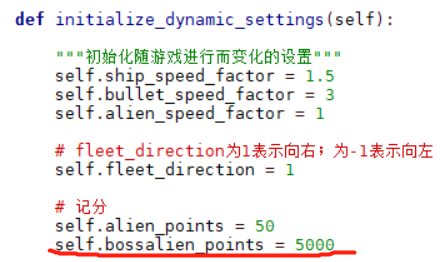 def initialize_dynamic_settings(self):
"""初始化随游戏进行而变化的设置"""
self.ship_speed_factor = 1.5
self.bullet_speed_factor = 3
self.alien_speed_factor = 1
# fleet_direction为1表示向右；为-1表示向左
self.fleet_direction = 1
# 记分
self.alien_points = 50
self.bossalien_points = 5000